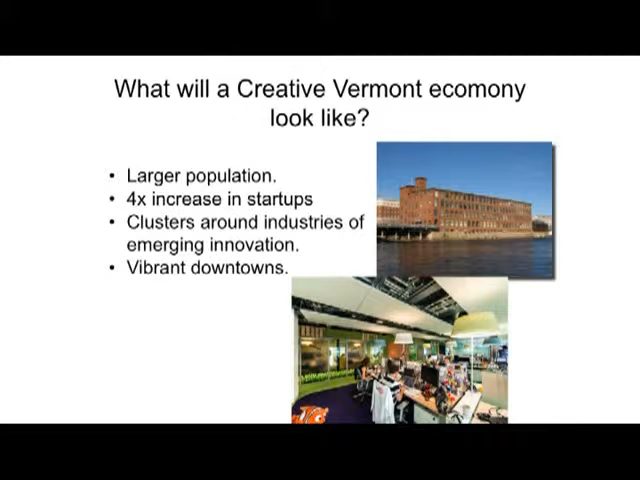 What will a Creative Vermont ecomony
look like?
• Larger population.
• 4x increase in startups
• Clusters around industries of
emerging innovation.
• Vibrant downtowns.